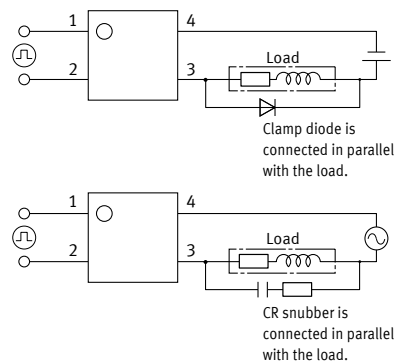 1
4
2
3
Load
Clamp diode is
connected in parallel
with the load.
1
4
2
3
Load
CR snubber is
connected in parallel
with the load.